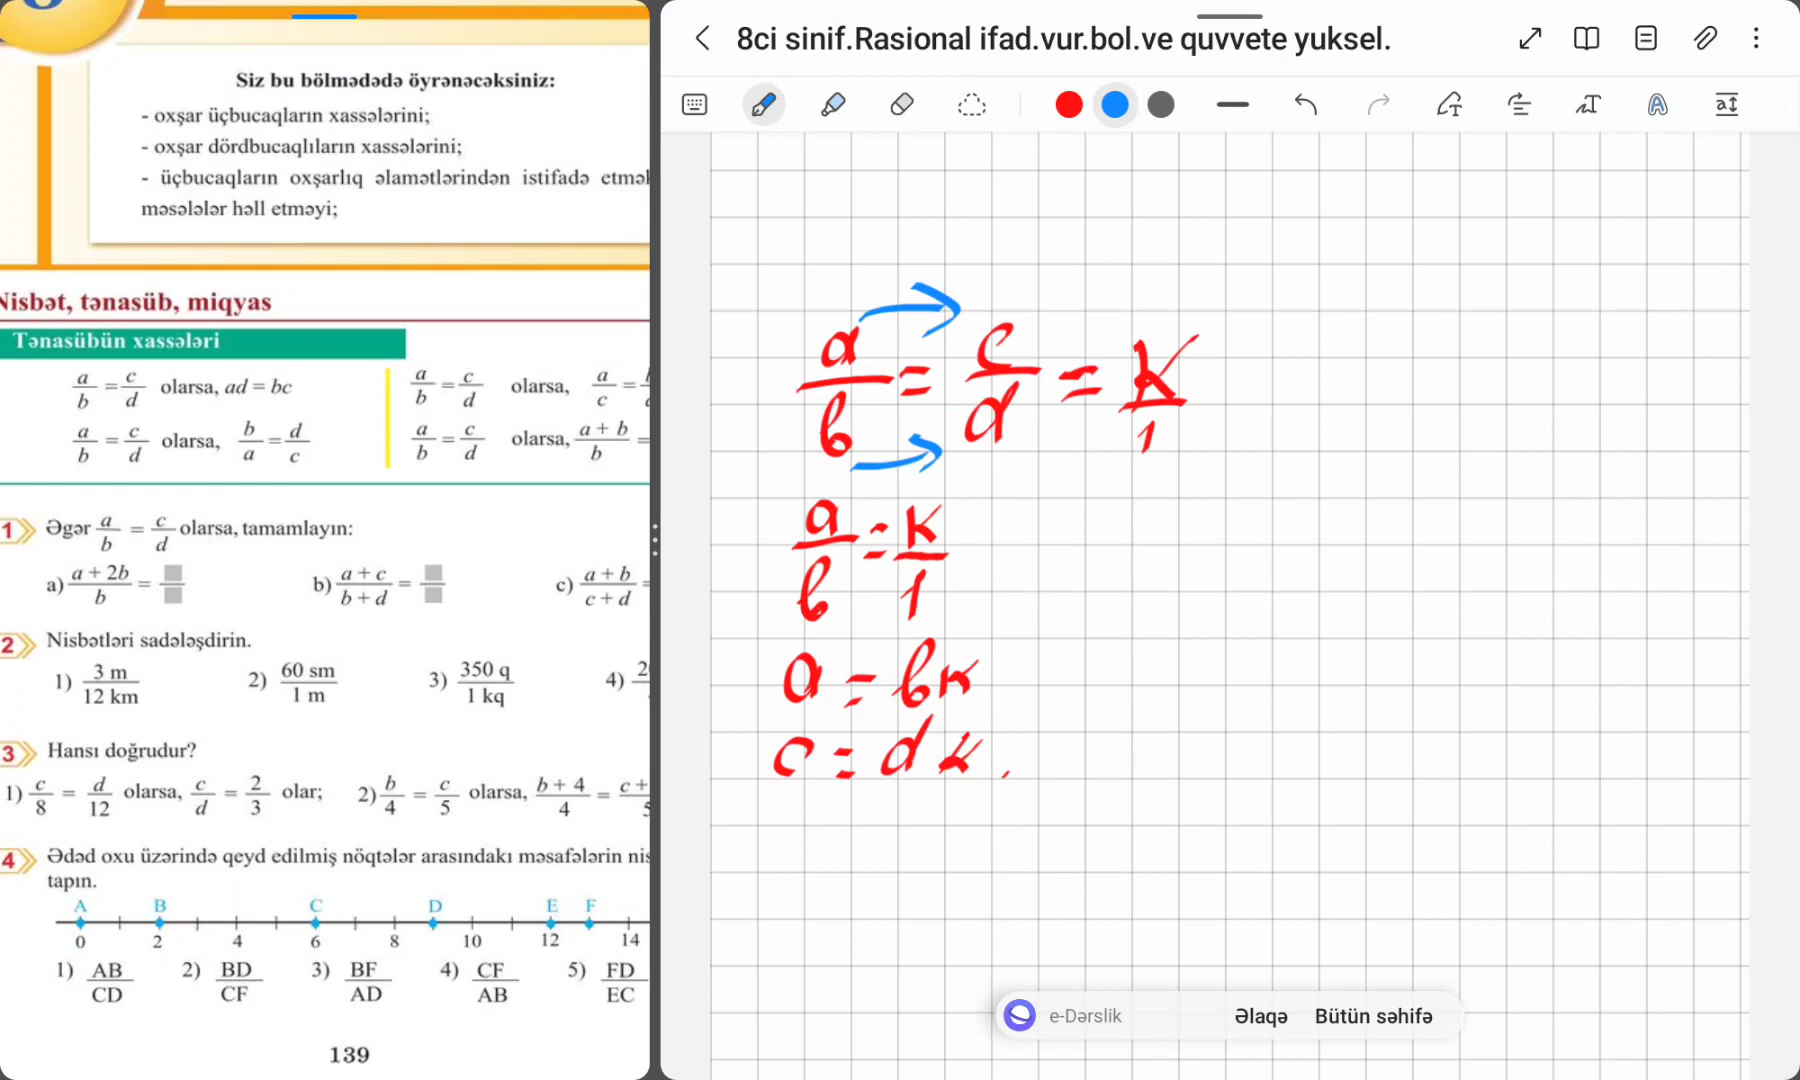 Siz bu bölmədədə öyrənəcəksiniz:
- oxşar üçbucaqların xassələrini;
- oxşar dördbucaqlıların xassələrini;
- üçbucaqların oxşarlıq əlamətlərindən istifadə
məsələlər həll etməyi;
Nisbət, tənasüb, miqyas
Tənasübün xassələri
a/b = c/d olarsa, ad = bc
a/b = c/d olarsa, a/c =
a/b = c/d olarsa, b/a = d/c
a/b = c/d olarsa, a + b/b =
1 Əgər a/b = c/d olarsa, tamamlayın:
a) a + 2b/b = b) a + c/b + d = c) a + b/c + d =
2 Nisbətləri sadələşdirin.
1) 3 m/12 km 2) 60 sm/1 m 3) 350 q/1 kq 4)
3 Hansı doğrudur?
1) c/8 = d/12 olarsa, c/d = 2/3 olar; 2) b/4 = c/5 olarsa, b + 4/4 = c +
4 Ədəd oxu üzərində qeyd edilmiş nöqtələr arasındakı məsafələrin
tapın.
A B C D E F
0 2 4 6 8 10 12 14
1) AB/CD 2) BD/CF 3) BF/AD 4) CF/AB 5) FD/EC
139
8ci sinif.Rasional ifad.vur.bol.ve quvvete yuksel.
a/b = c/d = k/1
a/b = k/1
a = bk
c = dk.
e-Dərslik Əlaqə Bütün səhifə